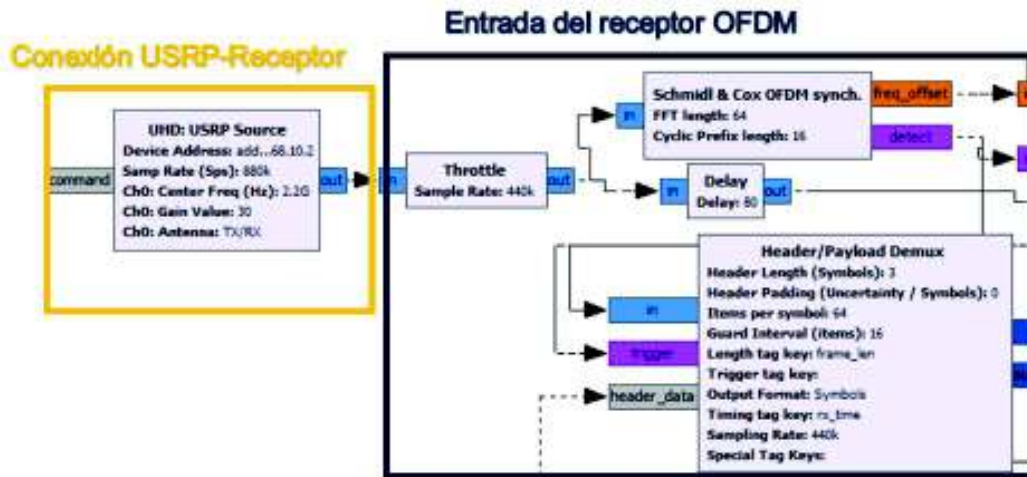 Entrada del receptor OFDM
Conexión USRP-Receptor
UHD: USRP Source
Device Address: add...68.10.2
Samp Rate (Sps): 880k
Ch0: Center Freq (Hz): 2.2G
Ch0: Gain Value: 30
Ch0: Antenna: TX/RX
command
out
in
Throttle
Sample Rate: 440k
out
in
Schmidl & Cox OFDM synch.
FFT length: 64
Cyclic Prefix length: 16
freq_offset
detect
in
Delay
Delay: 80
out
Header/Payload Demux
Header Length (Symbols): 3
Header Padding (Uncertainty / Symbols): 0
Items per symbol: 64
Guard Interval (items): 16
Length tag key: frame_len
Trigger tag key:
Output Format: Symbols
Timing tag key: rx_time
Sampling Rate: 440k
Special Tag Keys:
in
trigger
header_data